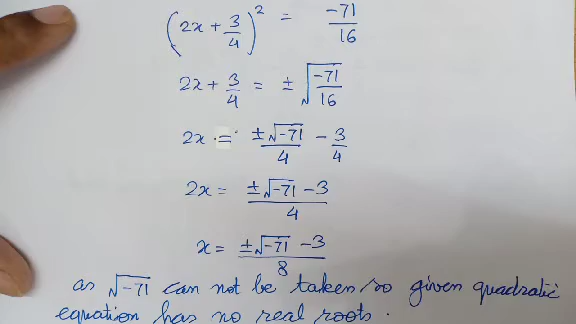 (2x + 3/4)² = -71/16
2x + 3/4 = ± √(-71/16)
2x = ±√-71/4 - 3/4
2x = (±√-71 - 3)/4
x = (±√-71 - 3)/8
as √-71 can not be taken so given quadratic
equation has no real roots.